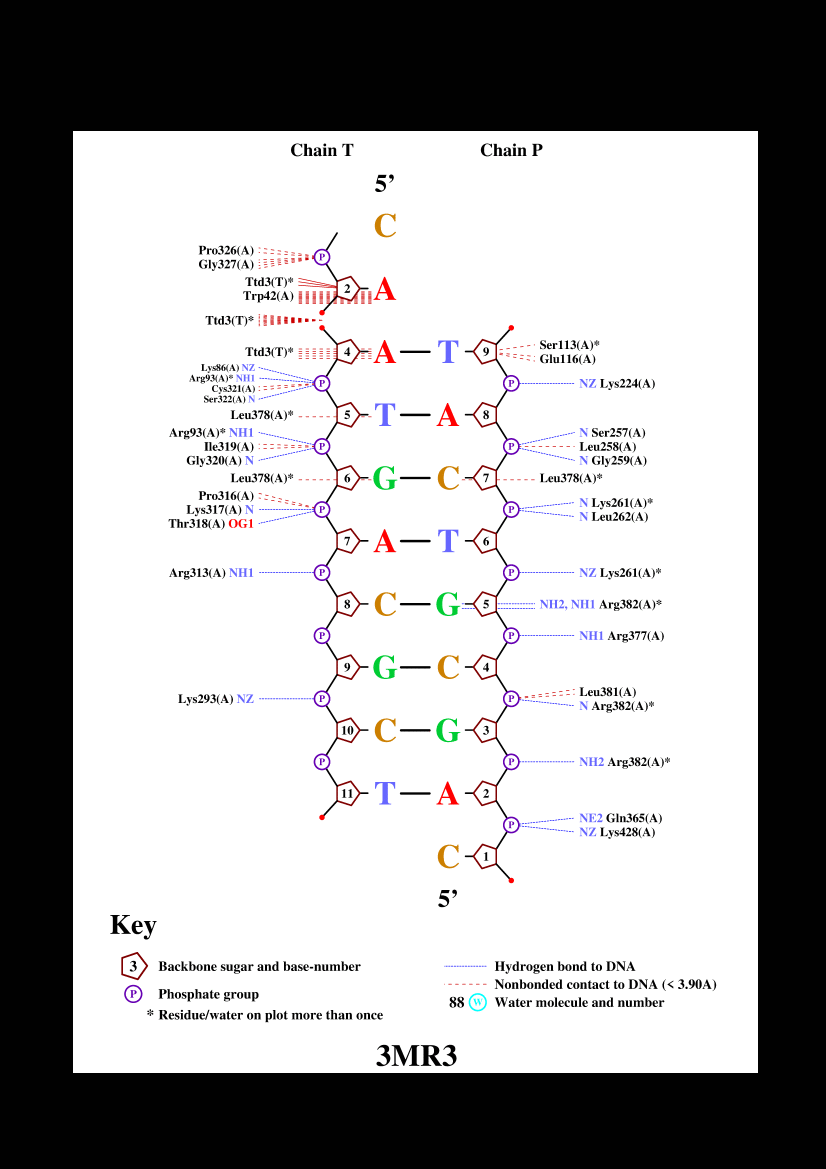 Chain T Chain P
5’
C
Pro326(A)
P
Gly327(A)
Ttd3(T)*
2 A
Trp42(A)
Ttd3(T)*
Ttd3(T)* 4 A T 9 Ser113(A)*
Glu116(A)
Lys86(A) NZ
Arg93(A)* NH1 P P NZ Lys224(A)
Cys321(A)
Ser322(A) N
Leu378(A)* 5 T A 8
Arg93(A)* NH1 N Ser257(A)
Ile319(A) P P Leu258(A)
Gly320(A) N N Gly259(A)
Leu378(A)* 6 G C 7 Leu378(A)*
Pro316(A) N Lys261(A)*
Lys317(A) N P P N Leu262(A)
Thr318(A) OG1
7 A T 6
Arg313(A) NH1 P P NZ Lys261(A)*
8 C G 5 NH2, NH1 Arg382(A)*
P P NH1 Arg377(A)
9 G C 4
Leu381(A)
Lys293(A) NZ P P N Arg382(A)*
10 C G 3
P P NH2 Arg382(A)*
11 T A 2
NE2 Gln365(A)
P NZ Lys428(A)
C 1
5’
Key
3 Backbone sugar and base-number Hydrogen bond to DNA
Nonbonded contact to DNA (< 3.90A)
P Phosphate group 88 W Water molecule and number
* Residue/water on plot more than once
3MR3